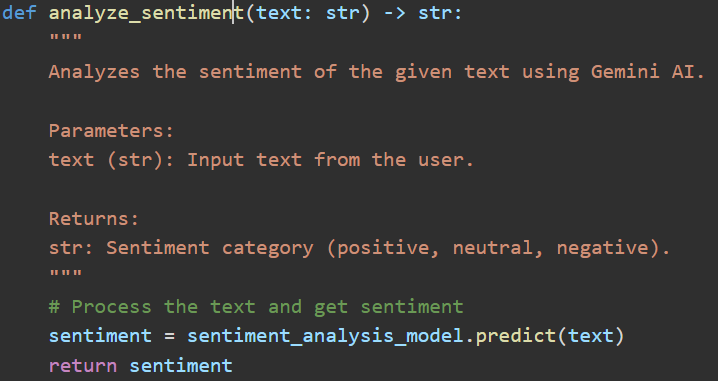 def analyze_sentiment(text: str) -> str:
"""
Analyzes the sentiment of the given text using Gemini AI.
Parameters:
text (str): Input text from the user.
Returns:
str: Sentiment category (positive, neutral, negative).
"""
# Process the text and get sentiment
sentiment = sentiment_analysis_model.predict(text)
return sentiment